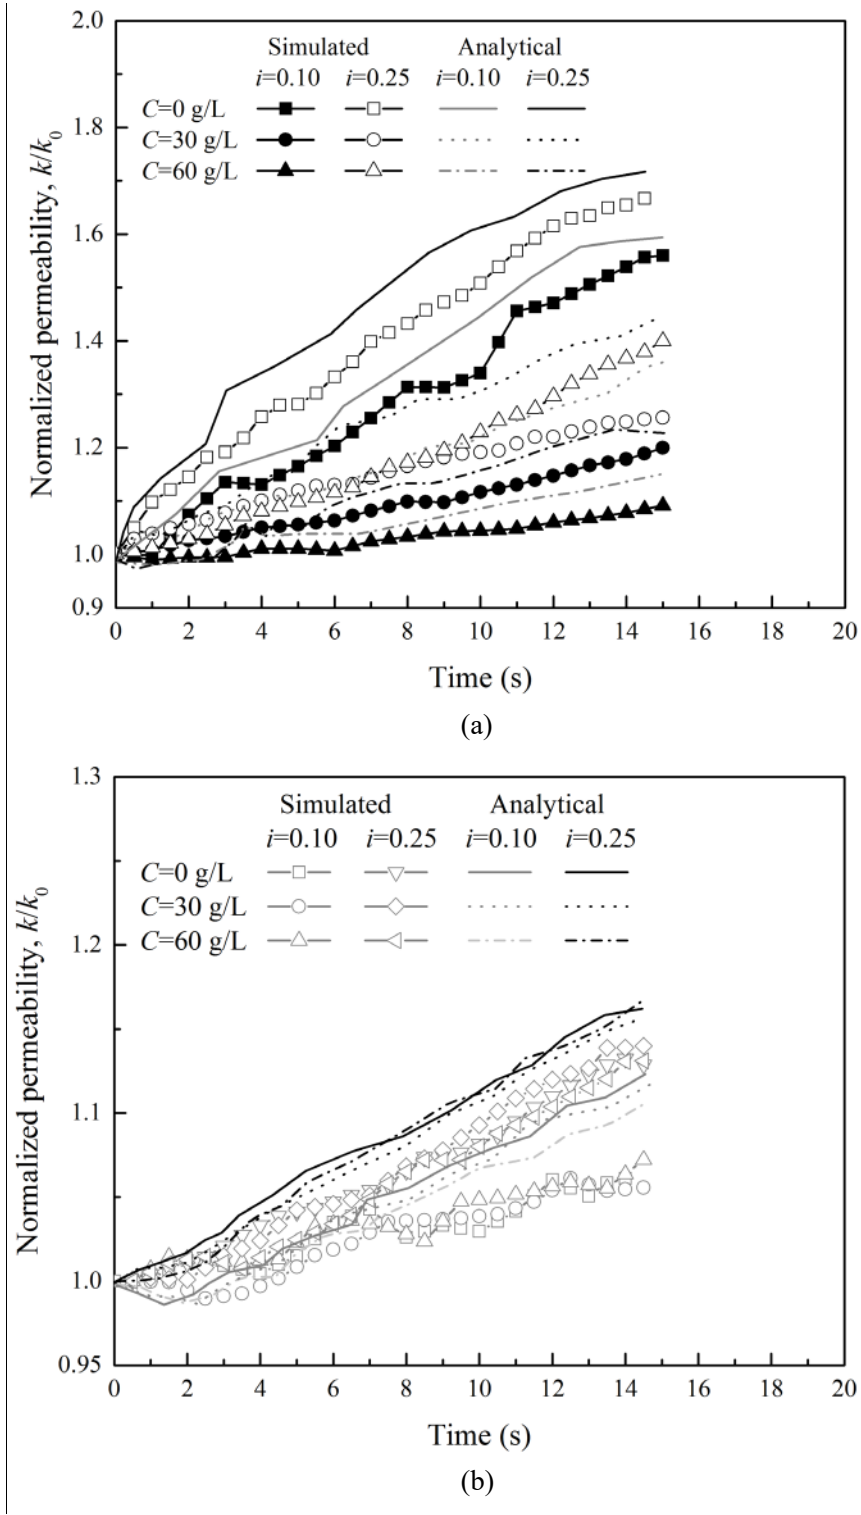 2.0
1.8
1.6
1.4
1.2
1.0
0.9
Normalized permeability, k/k0
Simulated Analytical
i=0.10 i=0.25 i=0.10 i=0.25
C=0 g/L
C=30 g/L
C=60 g/L
0 2 4 6 8 10 12 14 16 18 20
Time (s)
(a)
1.3
1.2
1.1
1.0
0.95
Normalized permeability, k/k0
Simulated Analytical
i=0.10 i=0.25 i=0.10 i=0.25
C=0 g/L
C=30 g/L
C=60 g/L
0 2 4 6 8 10 12 14 16 18 20
Time (s)
(b)